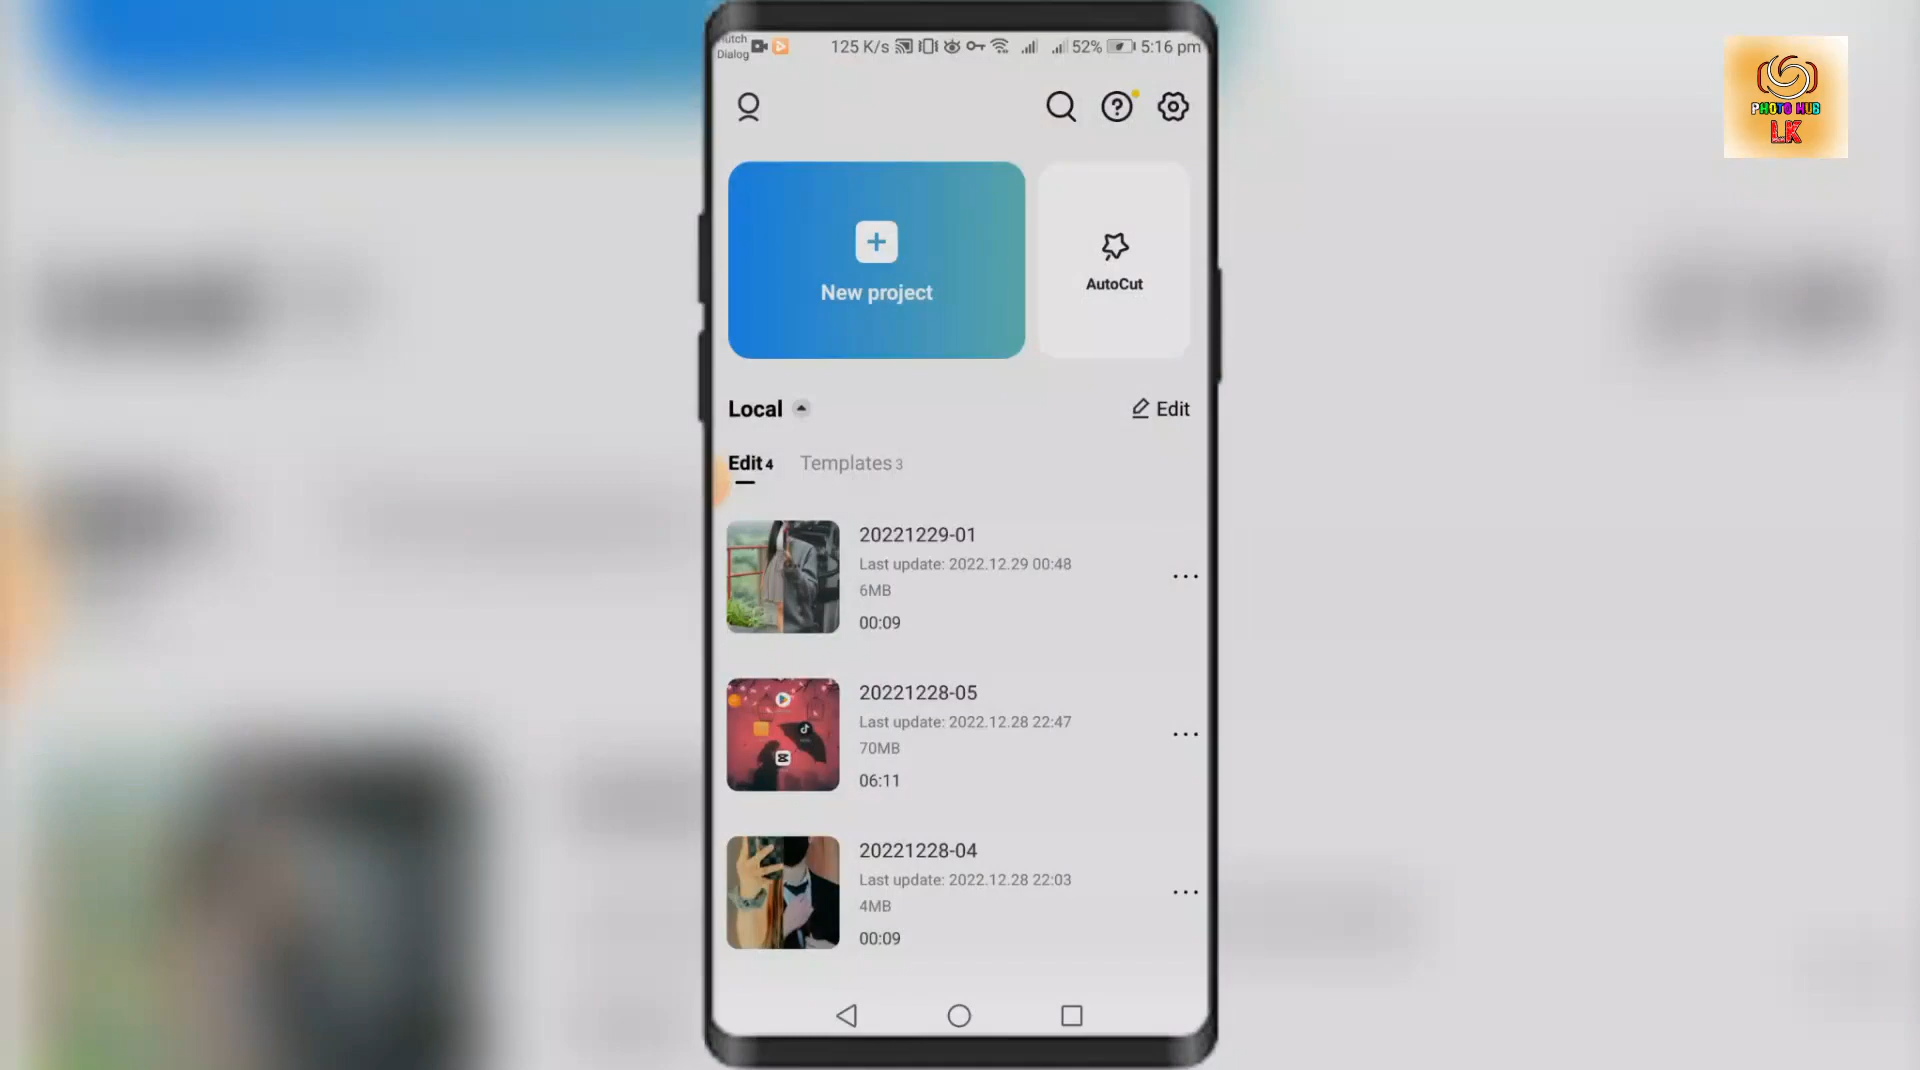 Dialog
125 K/s
52%
5:16 pm
PHOTO HUB
LK
New project
AutoCut
Local
Edit
Edit 4
Templates 3
20221229-01
Last update: 2022.12.29 00:48
6MB
00:09
20221228-05
Last update: 2022.12.28 22:47
70MB
06:11
20221228-04
Last update: 2022.12.28 22:03
4MB
00:09